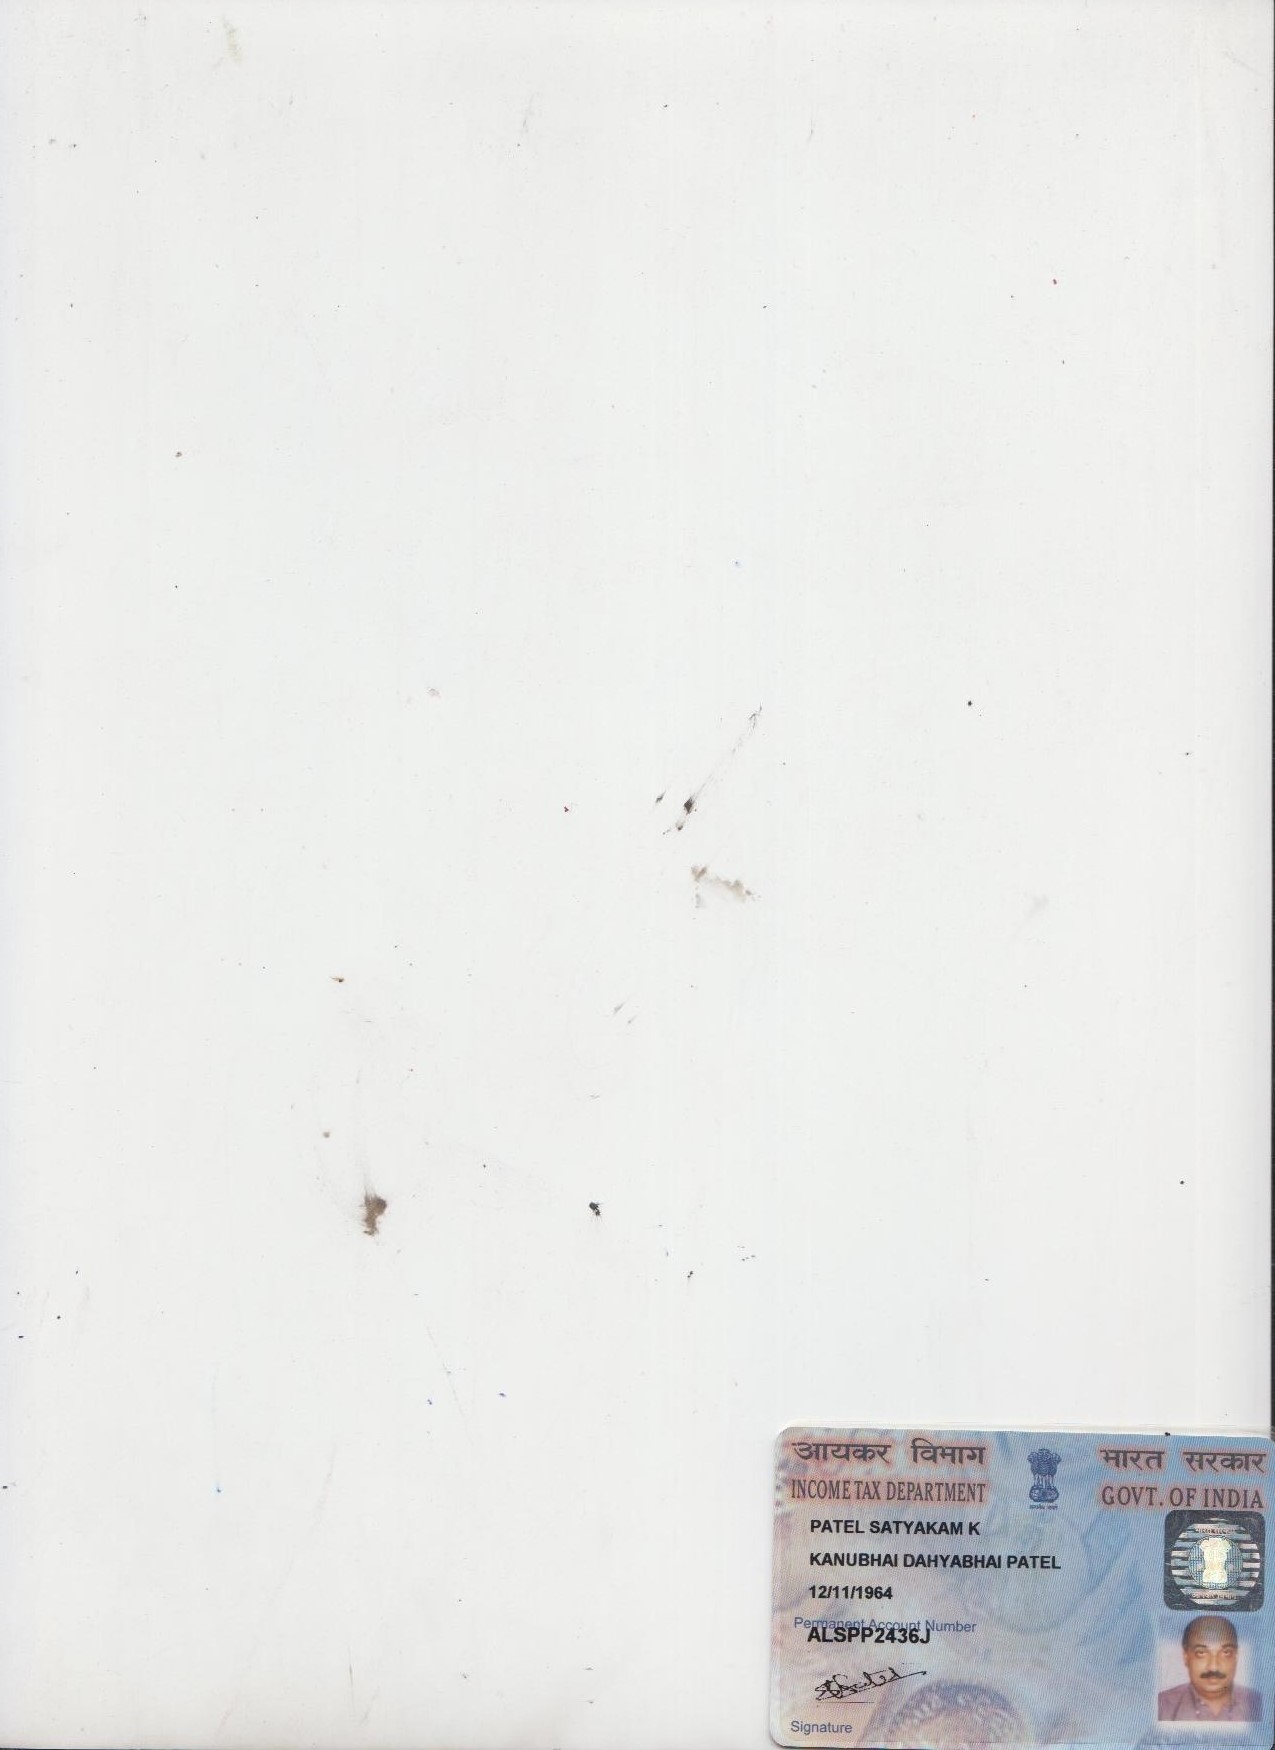 आयकर विभाग
INCOME TAX DEPARTMENT
भारत सरकार
GOVT. OF INDIA
PATEL SATYAKAM K
KANUBHAI DAHYABHAI PATEL
12/11/1964
Permanent Account Number
ALSPP2436J
Signature